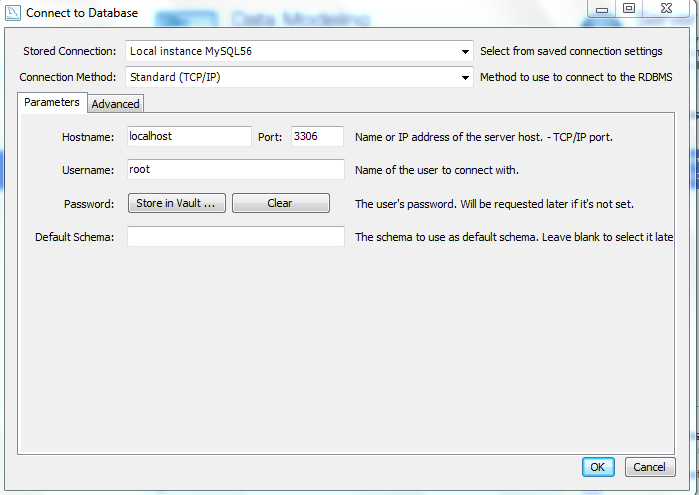 Connect to Database
Data Modeling
Stored Connection: Local instance MySQL56 Select from saved connection settings
Connection Method: Standard (TCP/IP) Method to use to connect to the RDBMS
Parameters Advanced
Hostname: localhost Port: 3306 Name or IP address of the server host. - TCP/IP port.
Username: root Name of the user to connect with.
Password: Store in Vault ... Clear The user's password. Will be requested later if it's not set.
Default Schema: The schema to use as default schema. Leave blank to select it late
OK Cancel